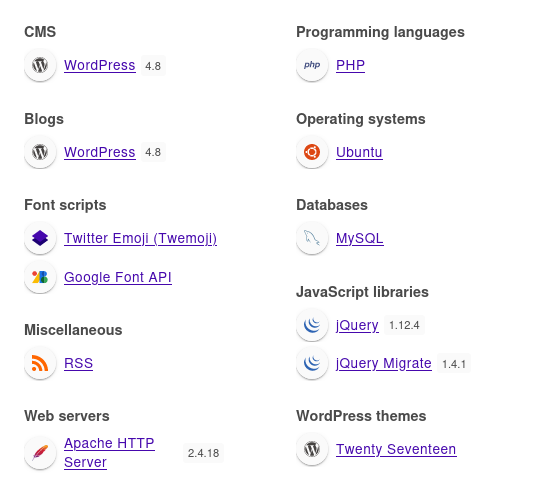 CMS
WordPress 4.8
Blogs
WordPress 4.8
Font scripts
Twitter Emoji (Twemoji)
Google Font API
Miscellaneous
RSS
Web servers
Apache HTTP
Server
2.4.18
Programming languages
php PHP
Operating systems
Ubuntu
Databases
MySQL
JavaScript libraries
jQuery 1.12.4
jQuery Migrate 1.4.1
WordPress themes
Twenty Seventeen